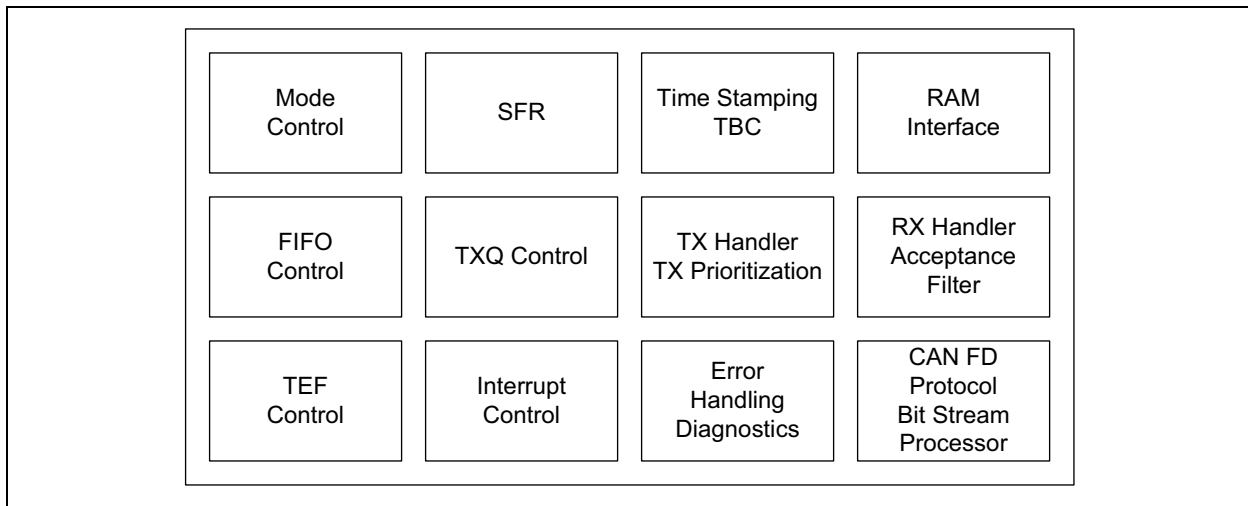 Mode
Control
SFR
Time Stamping
TBC
RAM
Interface
FIFO
Control
TXQ Control
TX Handler
TX Prioritization
RX Handler
Acceptance
Filter
TEF
Control
Interrupt
Control
Error
Handling
Diagnostics
CAN FD
Protocol
Bit Stream
Processor